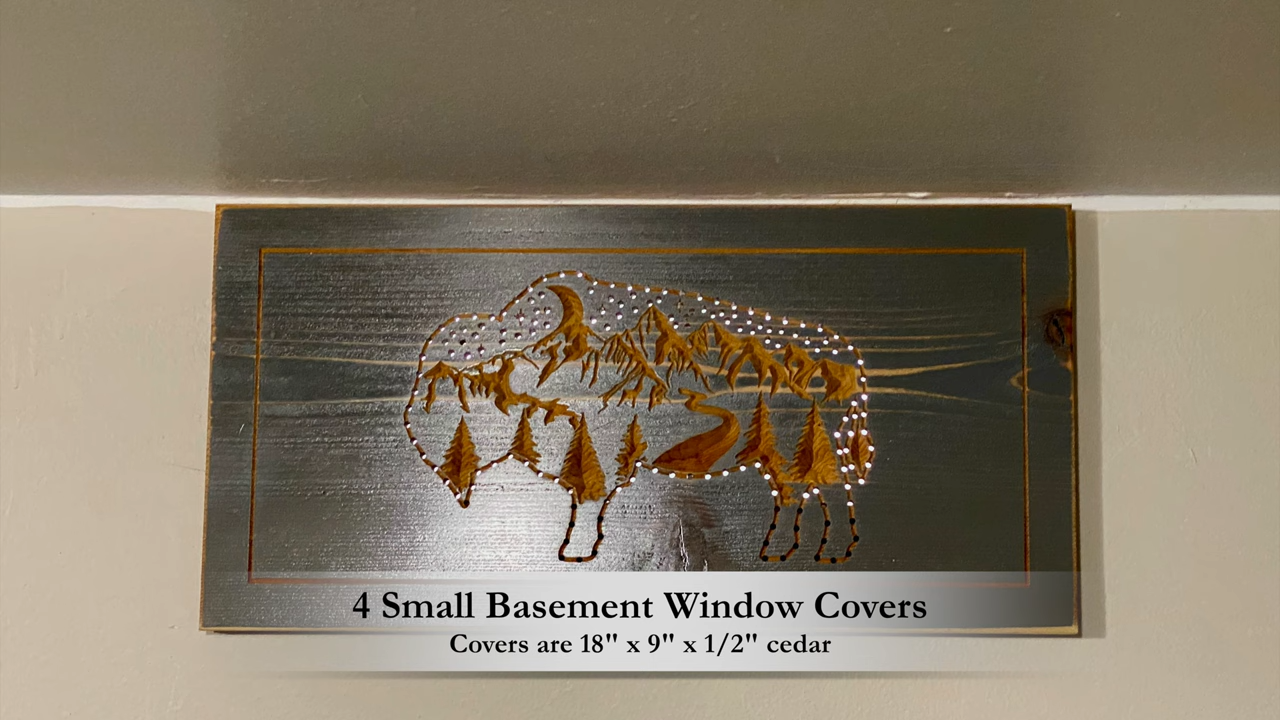 4 Small Basement Window Covers
Covers are 18" x 9" x 1/2" cedar